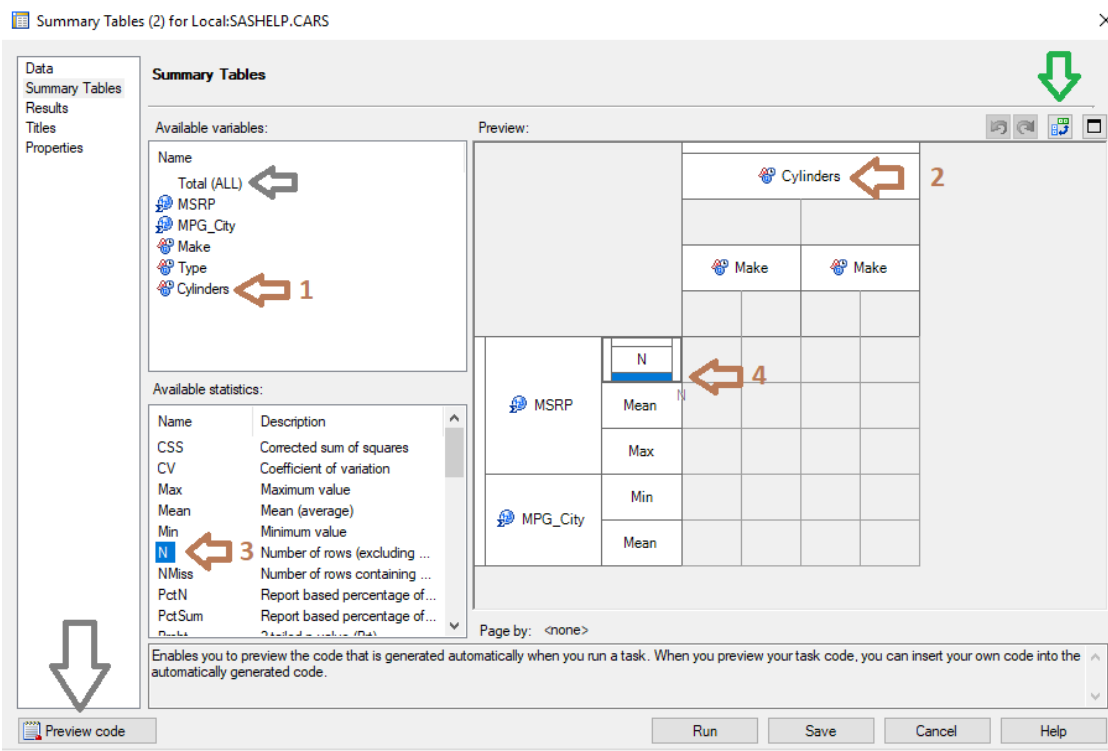 Summary Tables (2) for Local:SASHELP.CARS
Data
Summary Tables
Results
Titles
Properties
Summary Tables
Available variables:
Name
Total (ALL)
MSRP
MPG_City
Make
Type
Cylinders
1
Available statistics:
Name Description
CSS Corrected sum of squares
CV Coefficient of variation
Max Maximum value
Mean Mean (average)
Min Minimum value
N 3 Number of rows (excluding ...
NMiss Number of rows containing ...
PctN Report based percentage of...
PctSum Report based percentage of...
Preview:
Cylinders 2
Make Make
N
4
N
MSRP Mean
Max
Min
MPG_City
Mean
Page by: <none>
Enables you to preview the code that is generated automatically when you run a task. When you preview your task code, you can insert your own code into the
automatically generated code.
Preview code Run Save Cancel Help